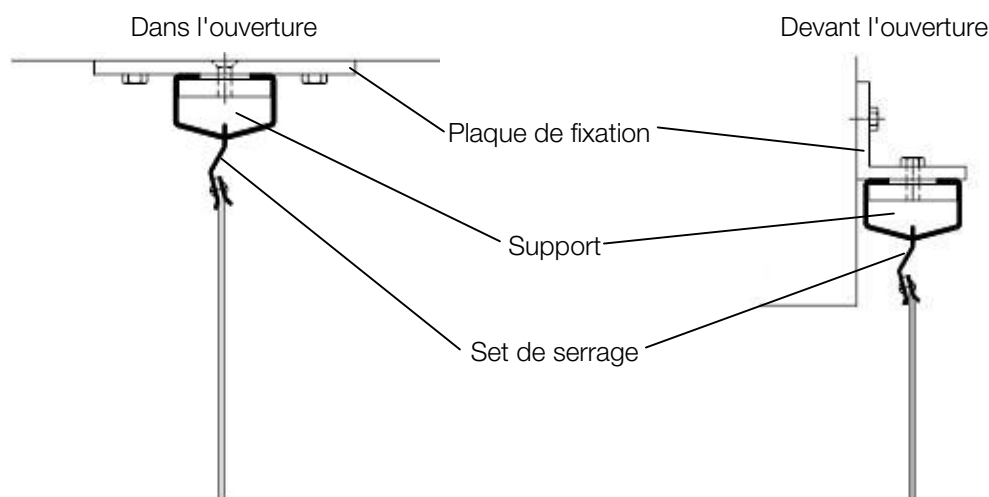 Dans l'ouverture
Devant l'ouverture
Plaque de fixation
Support
Set de serrage